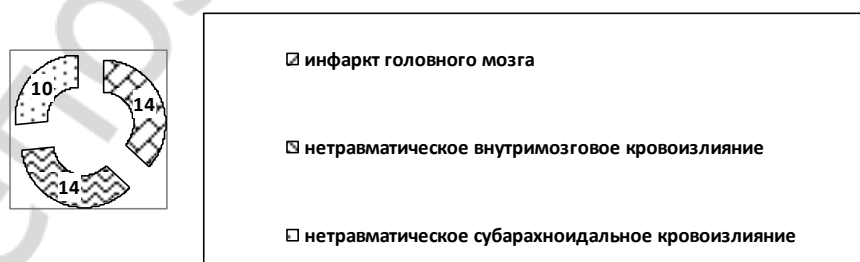 10
14
14
инфаркт головного мозга
нетравматическое внутримозговое кровоизлияние
нетравматическое субарахноидальное кровоизлияние